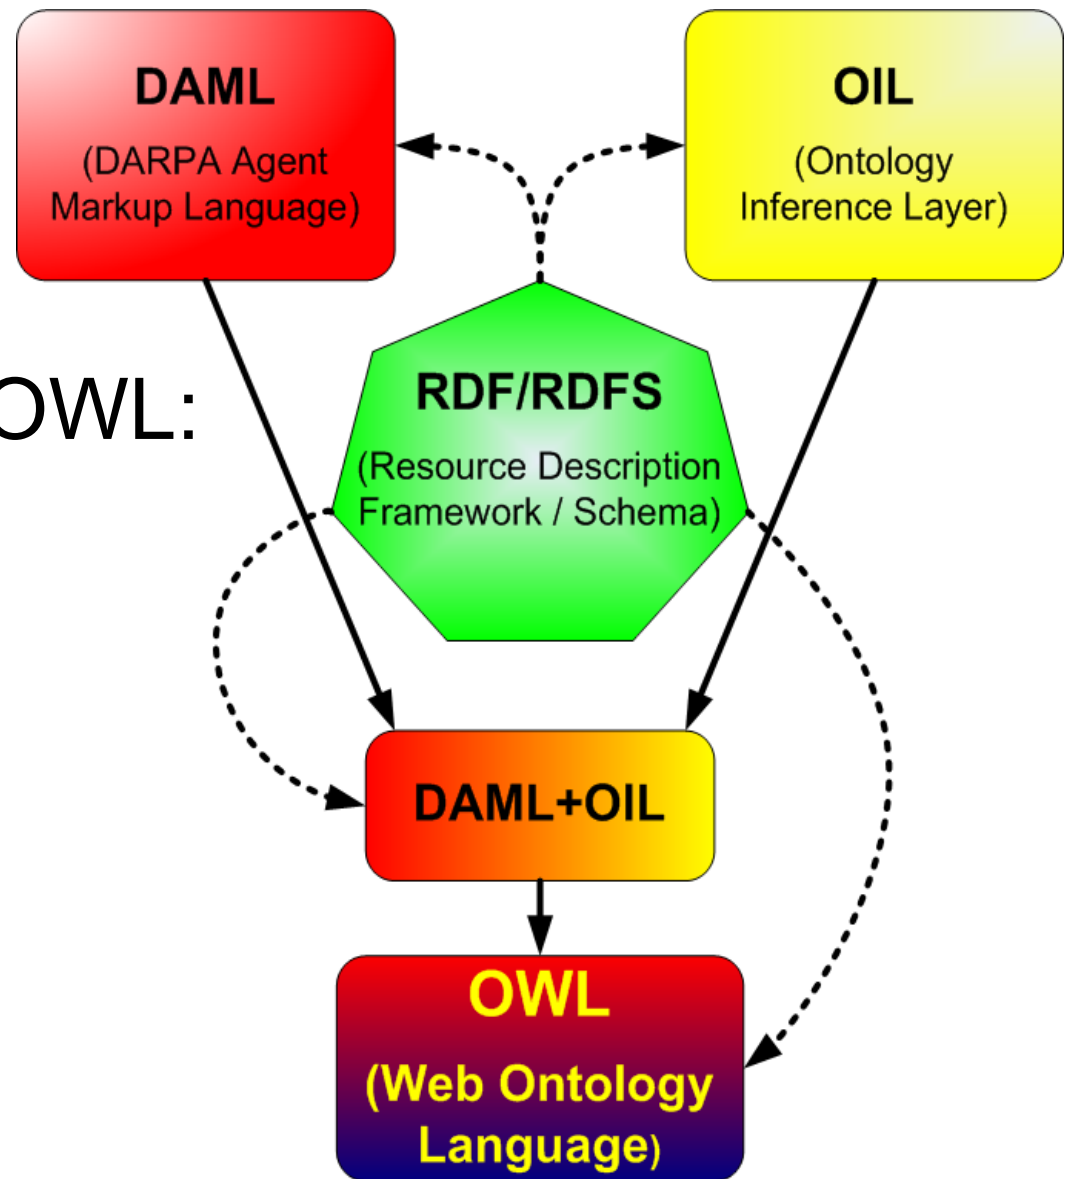 DAML
(DARPA Agent
Markup Language)
OIL
(Ontology
Inference Layer)
OWL:
RDF/RDFS
(Resource Description
Framework / Schema)
DAML+OIL
OWL
(Web Ontology
Language)